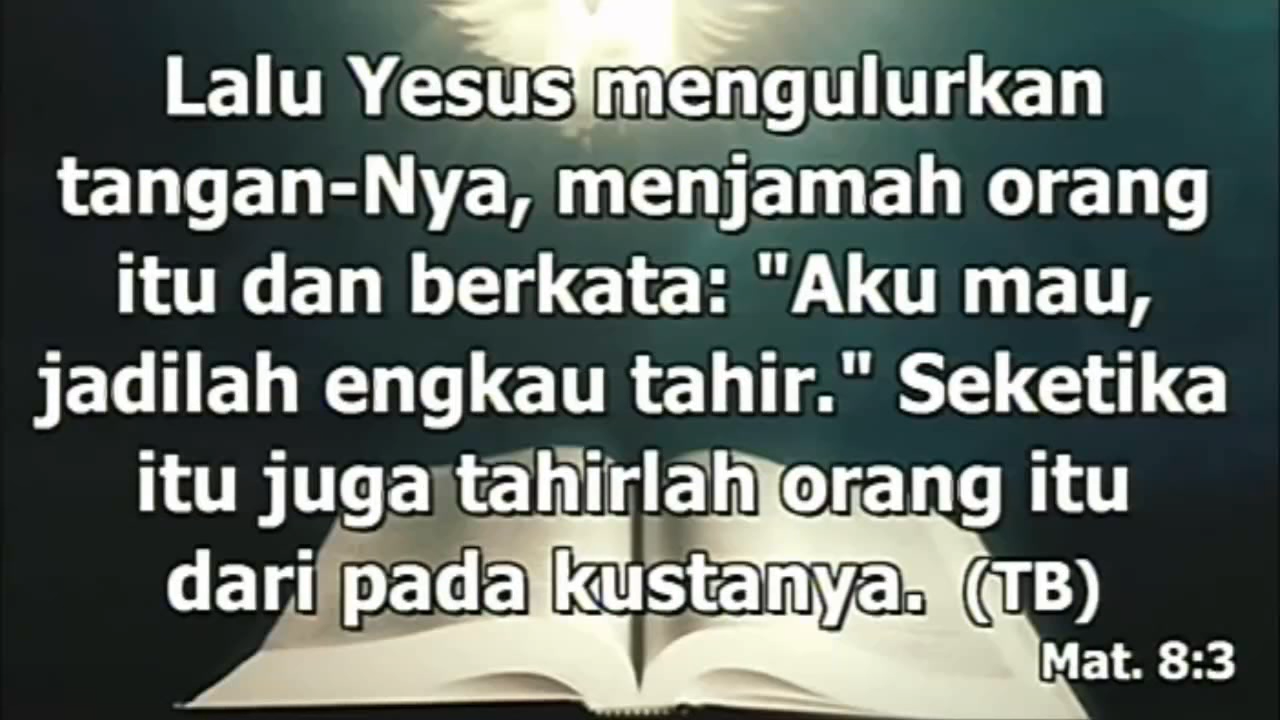 Lalu Yesus mengulurkan
tangan-Nya, menjamah orang
itu dan berkata: "Aku mau,
jadilah engkau tahir." Seketika
itu juga tahirlah orang itu
dari pada kustanya. (TB)
Mat. 8:3